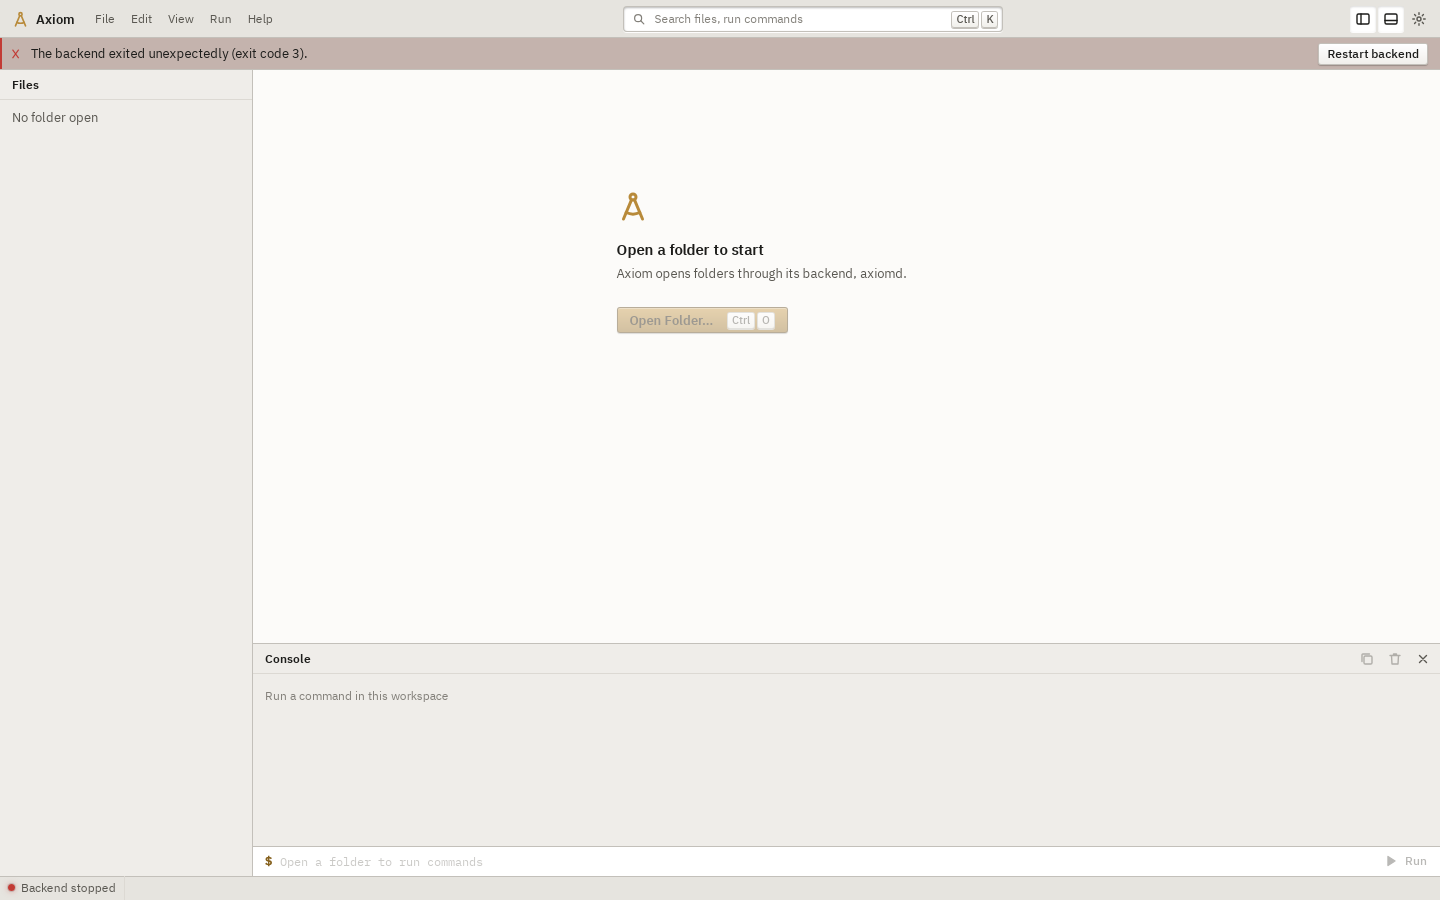 Axiom File Edit View Run Help Search files, run commands Ctrl K
X The backend exited unexpectedly (exit code 3). Restart backend
Files
No folder open
Open a folder to start
Axiom opens folders through its backend, axiomd.
Open Folder... Ctrl O
Console
Run a command in this workspace
$ Open a folder to run commands Run
Backend stopped